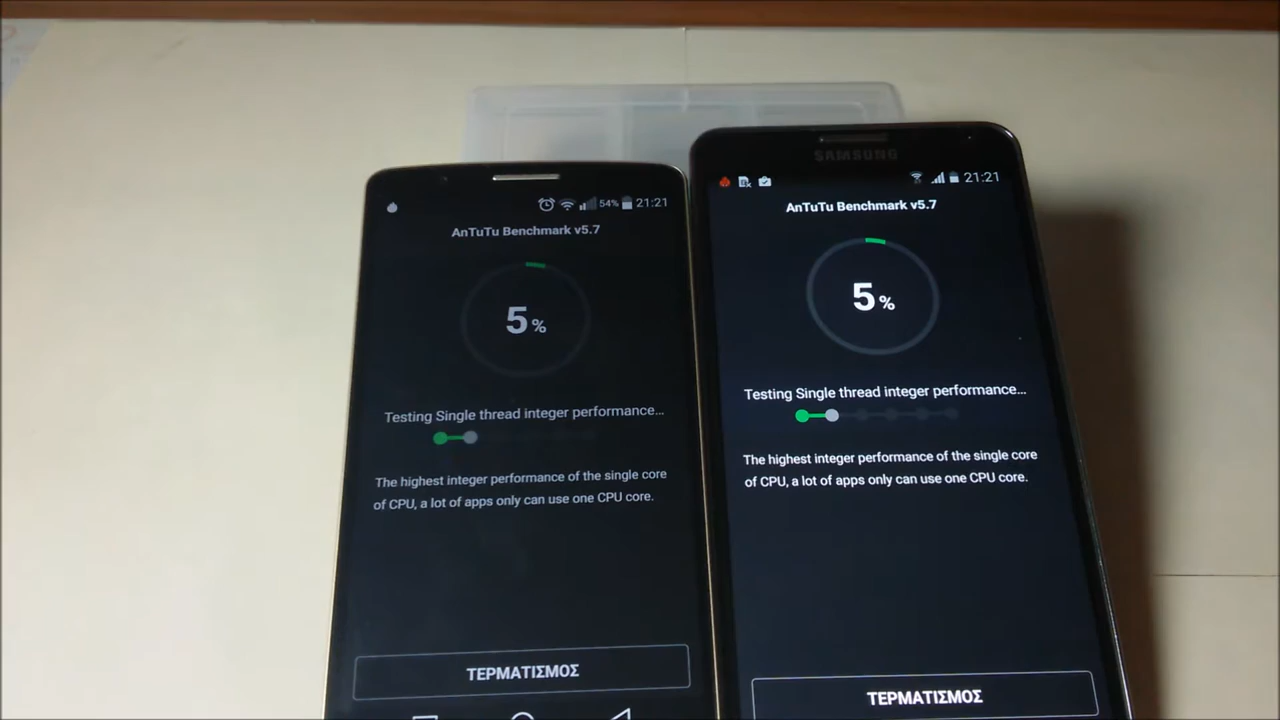 54% 21:21
AnTuTu Benchmark v5.7
5%
Testing Single thread integer performance...
The highest integer performance of the single core
of CPU, a lot of apps only can use one CPU core.
ΤΕΡΜΑΤΙΣΜΟΣ
SAMSUNG
21:21
AnTuTu Benchmark v5.7
5%
Testing Single thread integer performance...
The highest integer performance of the single core
of CPU, a lot of apps only can use one CPU core.
ΤΕΡΜΑΤΙΣΜΟΣ